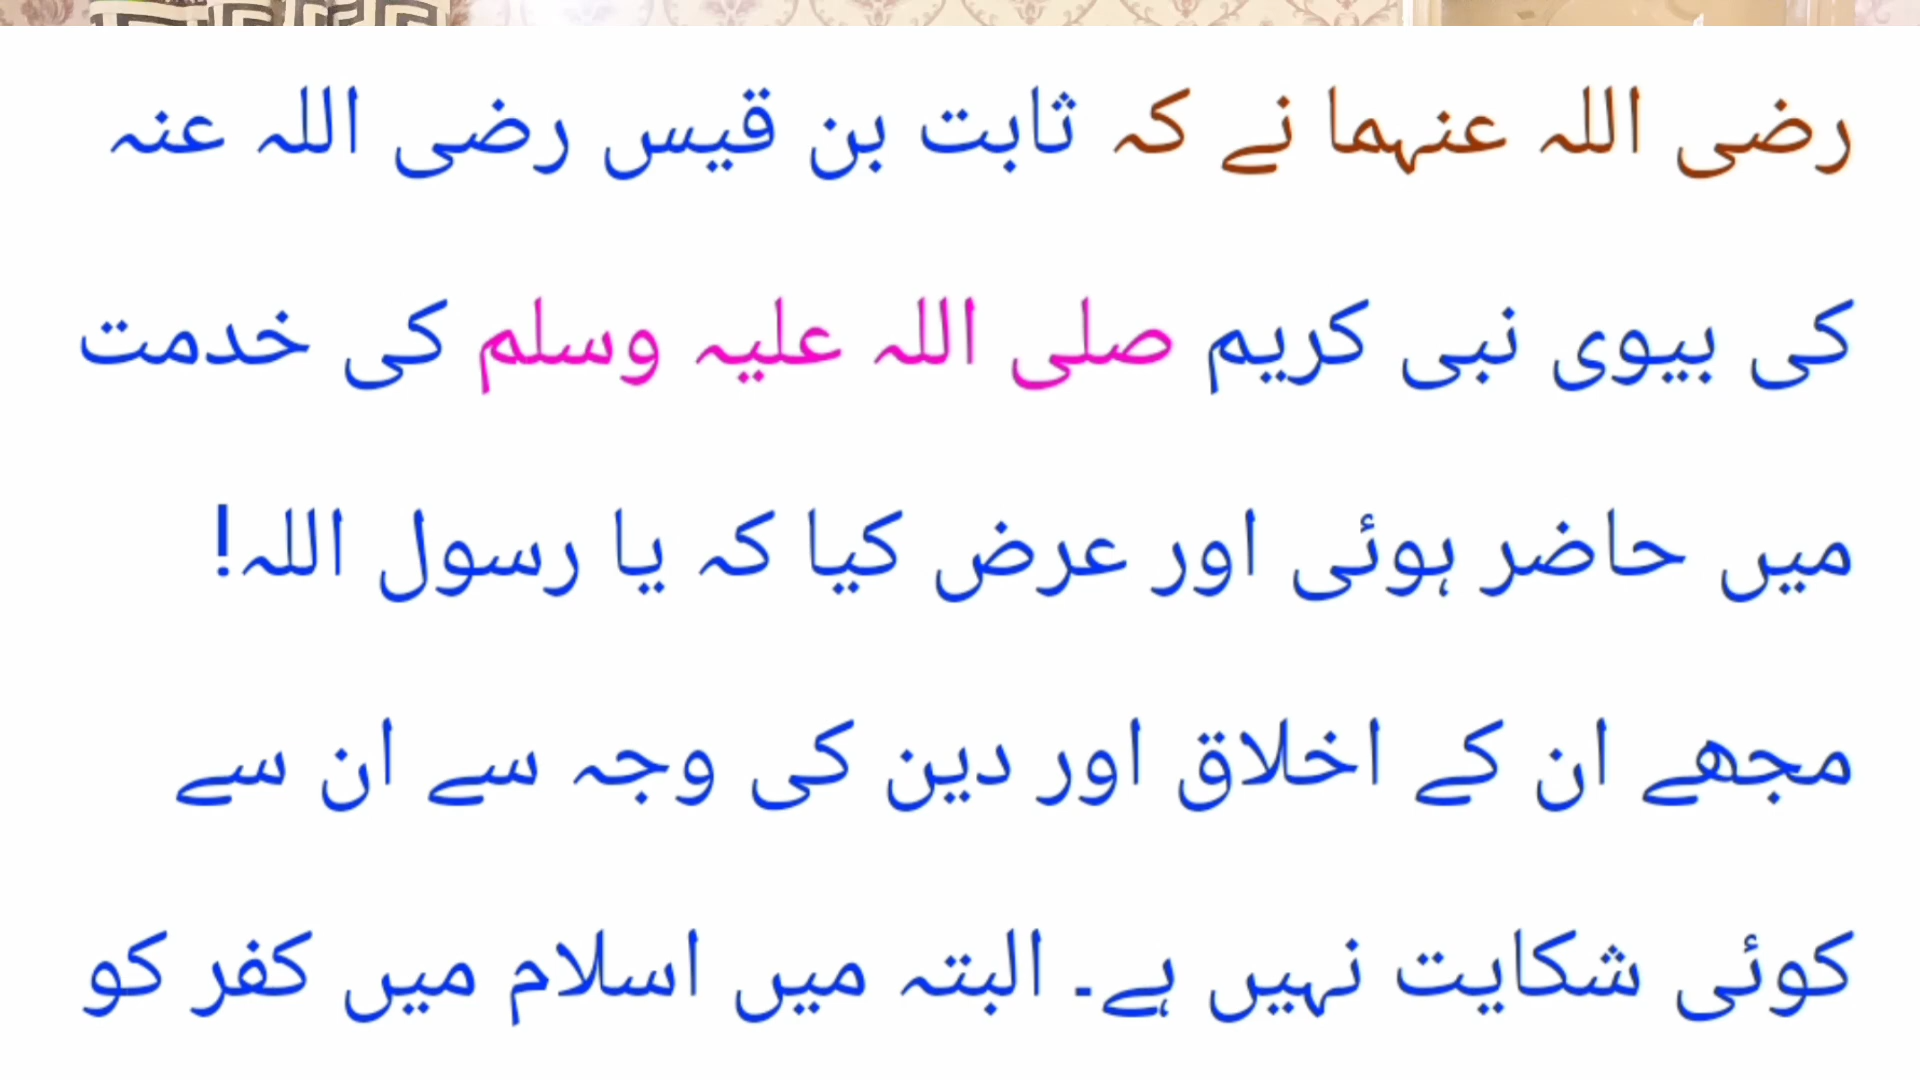 رضی اللہ عنہما نے کہ ثابت بن قیس رضی اللہ عنہ
کی بیوی نبی کریم صلی اللہ علیہ وسلم کی خدمت
میں حاضر ہوئی اور عرض کیا کہ یا رسول اللہ!
مجھے ان کے اخلاق اور دین کی وجہ سے ان سے
کوئی شکایت نہیں ہے۔ البتہ میں اسلام میں کفر کو